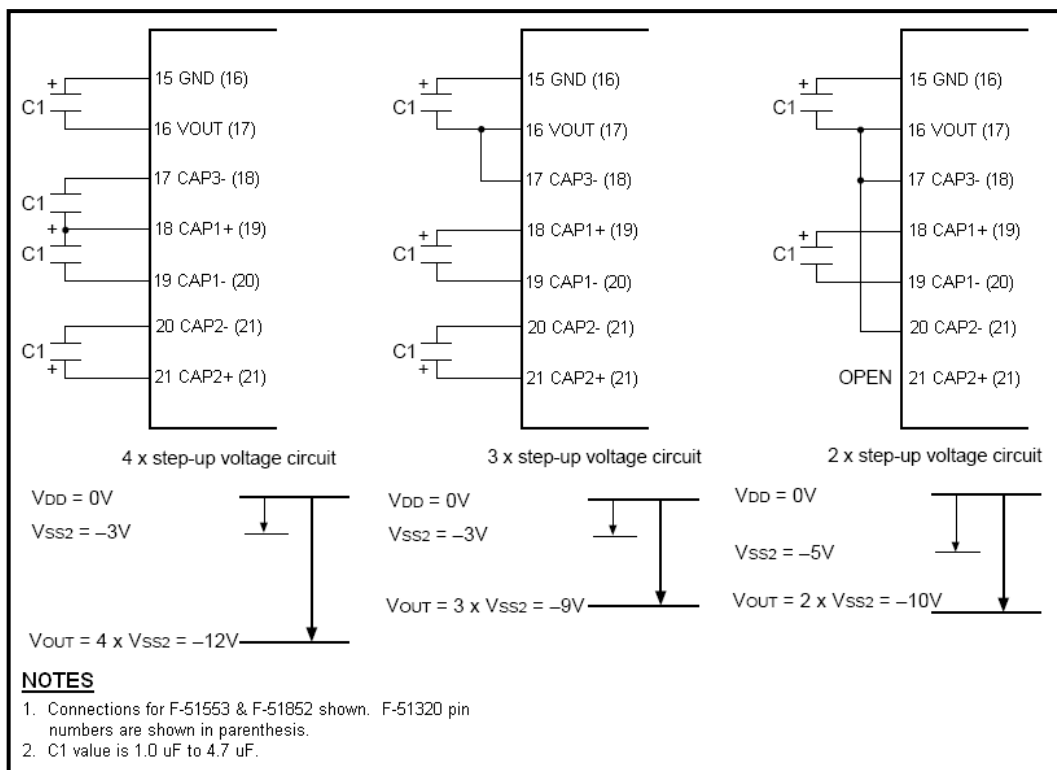 +
C1
15 GND (16)
16 VOUT (17)
C1
17 CAP3- (18)
+
18 CAP1+ (19)
C1
19 CAP1- (20)
C1
20 CAP2- (21)
+
21 CAP2+ (21)
4 x step-up voltage circuit
+
C1
15 GND (16)
16 VOUT (17)
17 CAP3- (18)
+
C1
18 CAP1+ (19)
19 CAP1- (20)
C1
20 CAP2- (21)
+
21 CAP2+ (21)
3 x step-up voltage circuit
+
C1
15 GND (16)
16 VOUT (17)
17 CAP3- (18)
+
C1
18 CAP1+ (19)
19 CAP1- (20)
20 CAP2- (21)
OPEN
21 CAP2+ (21)
2 x step-up voltage circuit
VDD = 0V
VSS2 = –3V
VOUT = 4 x VSS2 = –12V
VDD = 0V
VSS2 = –3V
VOUT = 3 x VSS2 = –9V
VDD = 0V
VSS2 = –5V
VOUT = 2 x VSS2 = –10V
NOTES
1. Connections for F-51553 & F-51852 shown. F-51320 pin
numbers are shown in parenthesis.
2. C1 value is 1.0 uF to 4.7 uF.